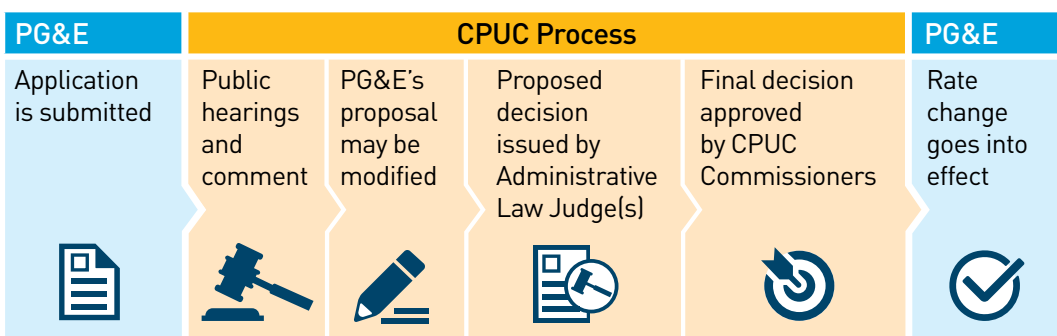 PG&E
CPUC Process
PG&E
Application
is submitted
Public
hearings
and
comment
PG&E's
proposal
may be
modified
Proposed
decision
issued by
Administrative
Law Judge(s)
Final decision
approved
by CPUC
Commissioners
Rate
change
goes into
effect